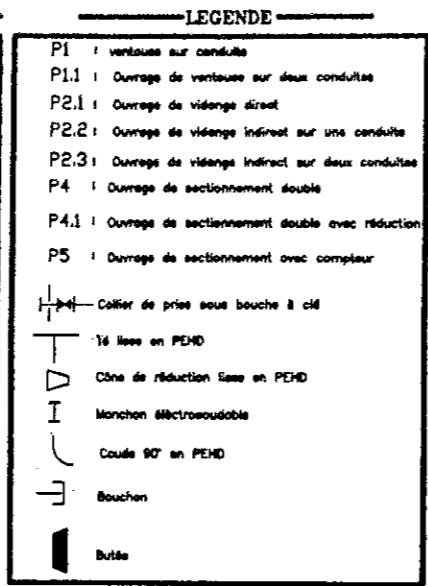 LEGENDE
P1 : ventouse sur conduite
P1.1 : Ouvrage de ventouse sur deux conduites
P2.1 : Ouvrage de vidange direct
P2.2 : Ouvrage de vidange indirect sur une conduite
P2.3 : Ouvrage de vidange indirect sur deux conduites
P4 : Ouvrage de sectionnement double
P4.1 : Ouvrage de sectionnement double avec réduction
P5 : Ouvrage de sectionnement avec compteur
Collier de prise sous bouche à clé
Té lisse en PEHD
Cône de réduction lisse en PEHD
Manchon éléctrosoudable
Coude 90° en PEHD
Bouchon
Butée